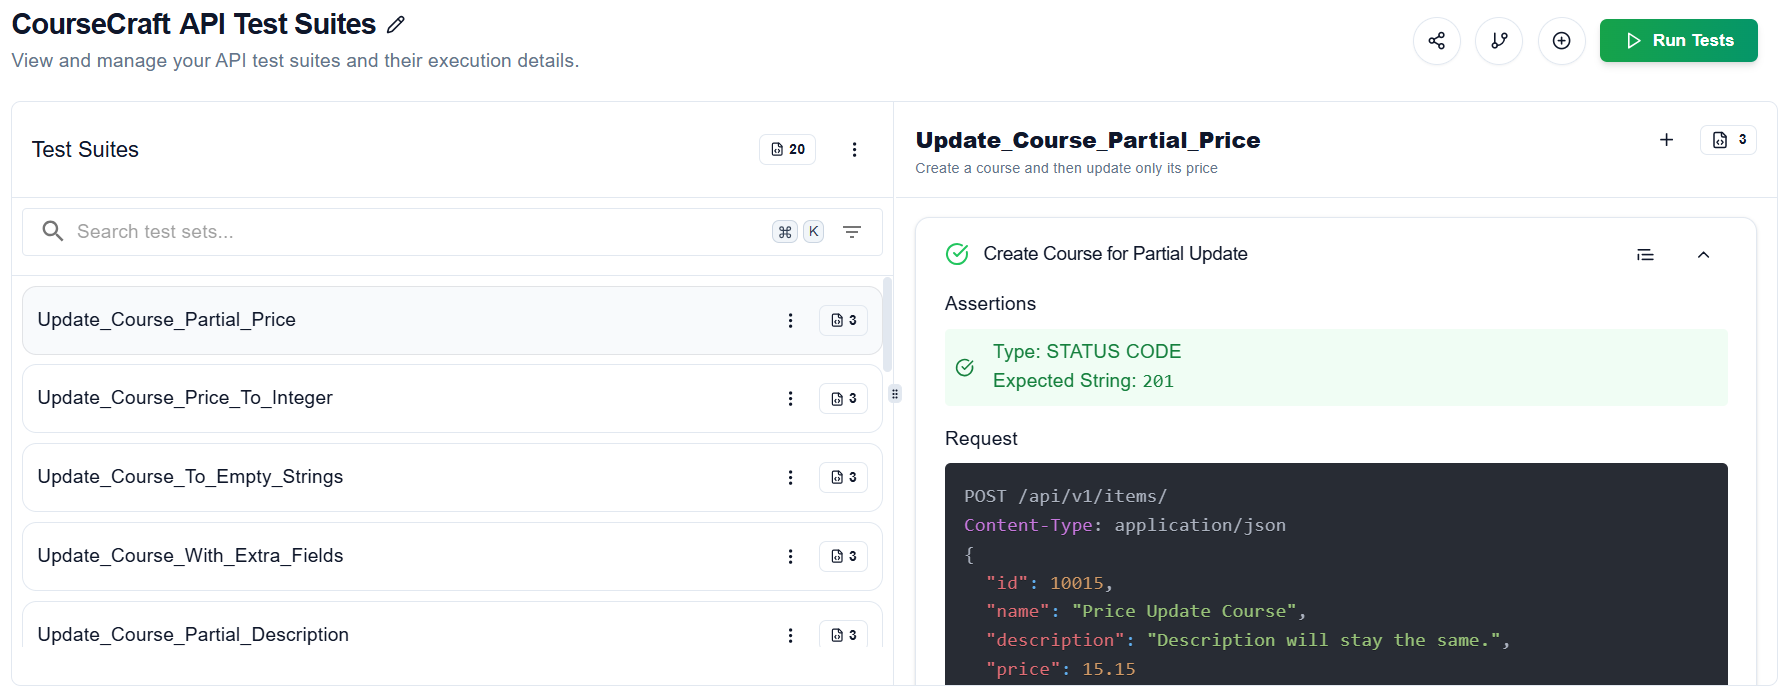 CourseCraft API Test Suites
View and manage your API test suites and their execution details.
Run Tests
Test Suites
20
Search test sets...
⌘ K
Update_Course_Partial_Price
3
Update_Course_Price_To_Integer
3
Update_Course_To_Empty_Strings
3
Update_Course_With_Extra_Fields
3
Update_Course_Partial_Description
3
Update_Course_Partial_Price
3
Create a course and then update only its price
Create Course for Partial Update
Assertions
Type: STATUS CODE
Expected String: 201
Request
POST /api/v1/items/
Content-Type: application/json
{
"id": 10015,
"name": "Price Update Course",
"description": "Description will stay the same.",
"price": 15.15